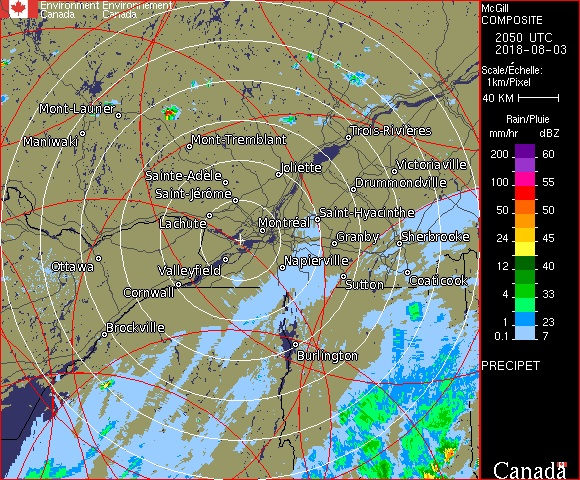 Environment Environnement
Canada Canada
McGill
COMPOSITE
2050 UTC
2018-08-03
Scale/Échelle:
1km/Pixel
40 KM
Rain/Pluie
mm/hr dBZ
200 60
100 55
50 50
24 45
12 40
4 33
1 23
0.1 7
PRECIPET
Canada
Mont-Laurier
Maniwaki
Mont-Tremblant
Trois-Rivières
Sainte-Adèle
Joliette
Victoriaville
Saint-Jérôme
Drummondville
Lachute
Saint-Hyacinthe
Montréal
Granby
Sherbrooke
Ottawa
Valleyfield
Napierville
Cornwall
Sutton
Coaticook
Brockville
Burlington